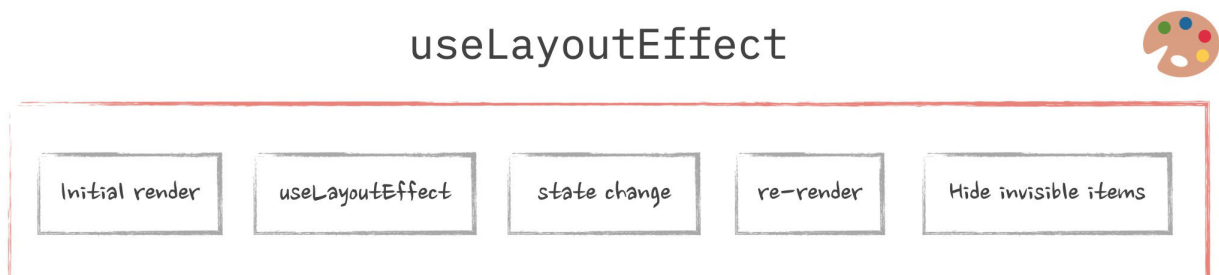 useLayoutEffect
Initial render
useLayoutEffect
state change
re-render
Hide invisible items